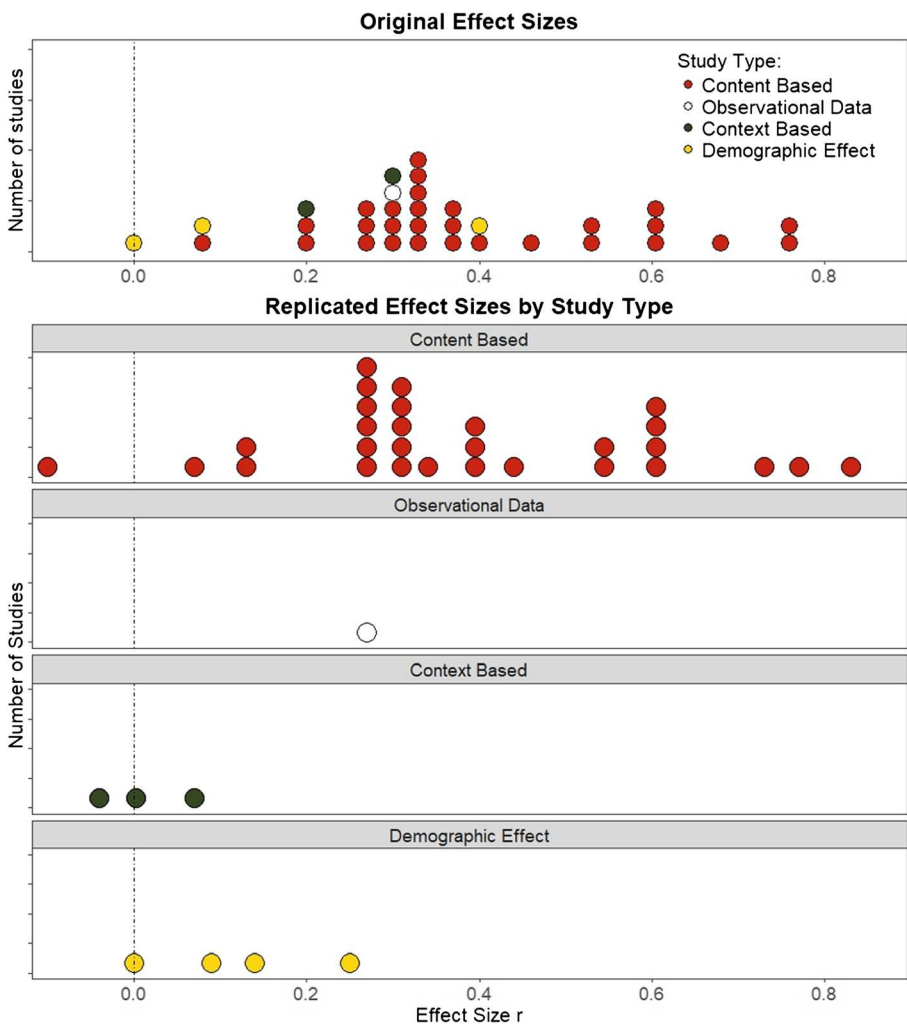 Original Effect Sizes
Number of studies
Study Type:
Content Based
Observational Data
Context Based
Demographic Effect
0.0 0.2 0.4 0.6 0.8
Replicated Effect Sizes by Study Type
Content Based
Observational Data
Number of Studies
Context Based
Demographic Effect
0.0 0.2 0.4 0.6 0.8
Effect Size r